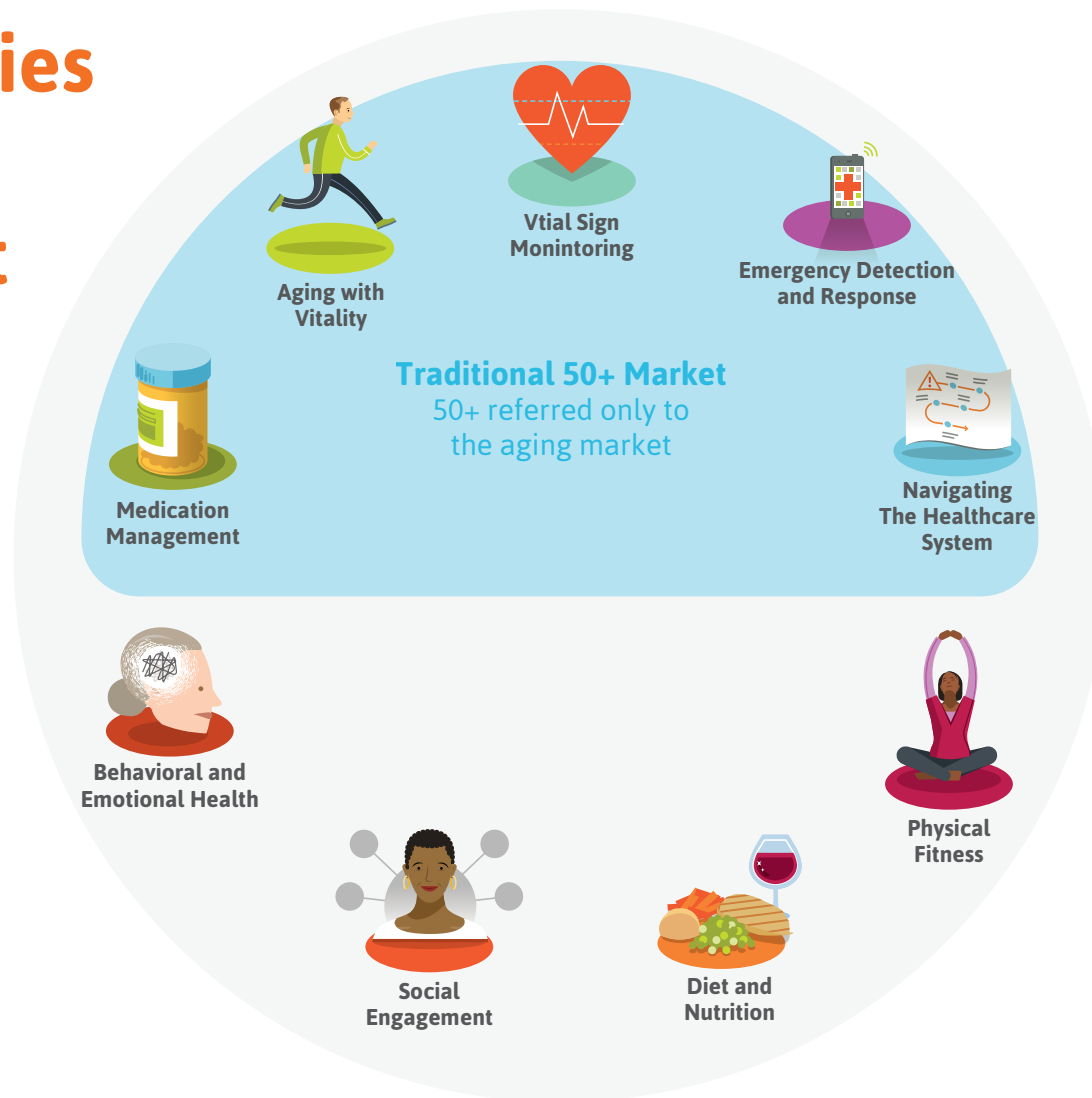 ies
t
Vtial Sign
Monintoring
Emergency Detection
and Response
Aging with
Vitality
Traditional 50+ Market
50+ referred only to
the aging market
Medication
Management
Navigating
The Healthcare
System
Behavioral and
Emotional Health
Physical
Fitness
Social
Engagement
Diet and
Nutrition